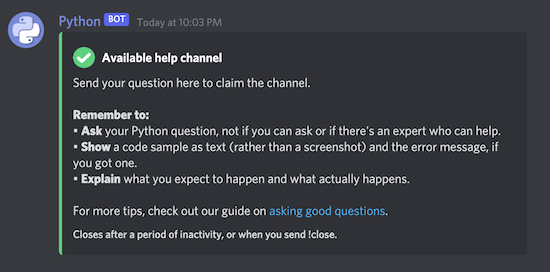 Python BOT Today at 10:03 PM
Available help channel
Send your question here to claim the channel.
Remember to:
• Ask your Python question, not if you can ask or if there's an expert who can help.
• Show a code sample as text (rather than a screenshot) and the error message, if
you got one.
• Explain what you expect to happen and what actually happens.
For more tips, check out our guide on asking good questions.
Closes after a period of inactivity, or when you send !close.